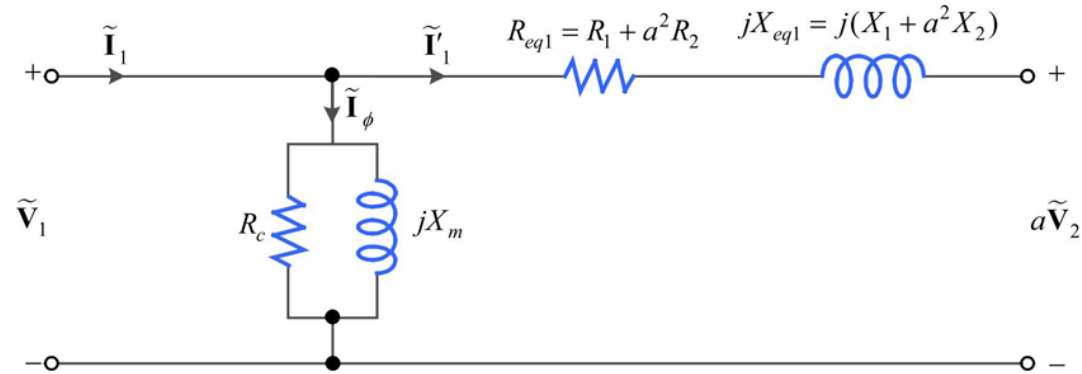 Ĩ₁
Ĩ′₁
R_eq1 = R₁ + a²R₂
jX_eq1 = j(X₁ + a²X₂)
+
+
Ĩ_ϕ
Ṽ₁
R_c
jX_m
aṼ₂
−
−